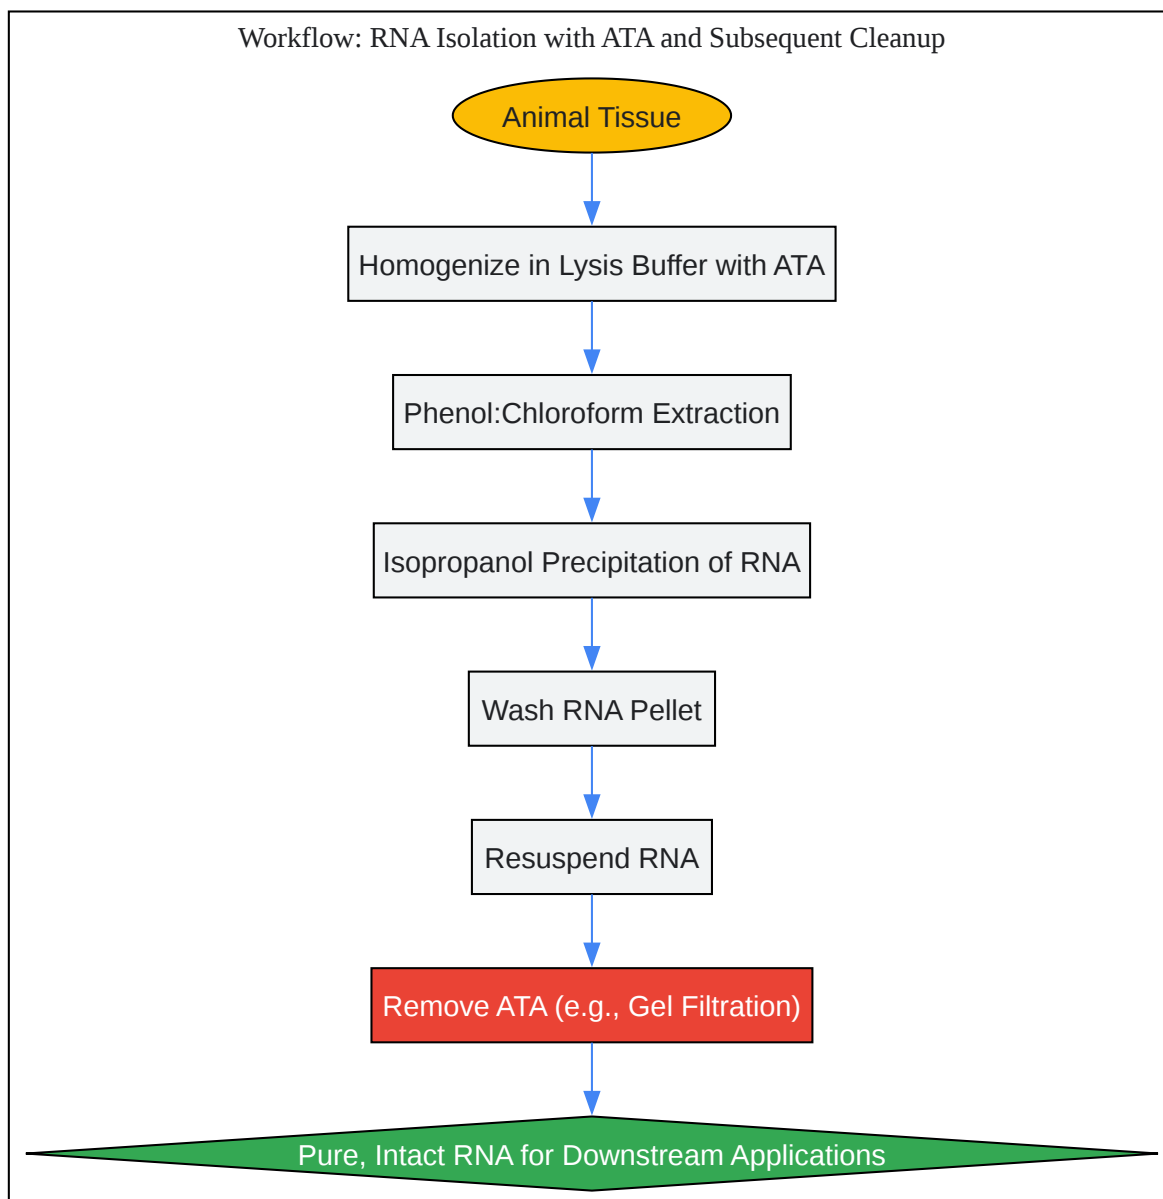 Workflow: RNA Isolation with ATA and Subsequent Cleanup
Animal Tissue
Homogenize in Lysis Buffer with ATA
Phenol:Chloroform Extraction
Isopropanol Precipitation of RNA
Wash RNA Pellet
Resuspend RNA
Remove ATA (e.g., Gel Filtration)
Pure, Intact RNA for Downstream Applications